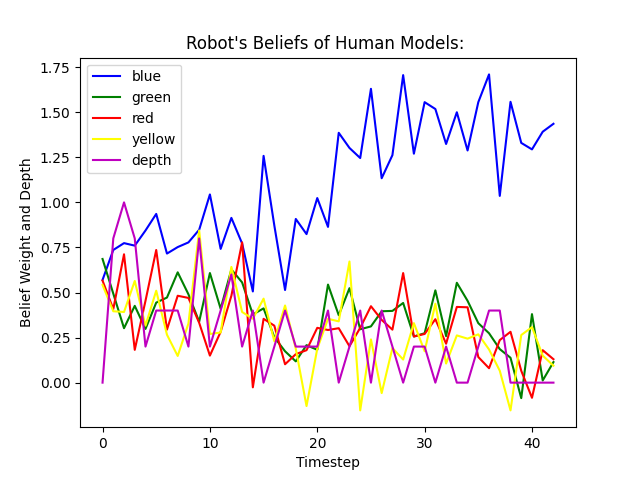 Robot's Beliefs of Human Models:
blue
green
red
yellow
depth
1.75
1.50
1.25
1.00
0.75
0.50
0.25
0.00
Belief Weight and Depth
0
10
20
30
40
Timestep